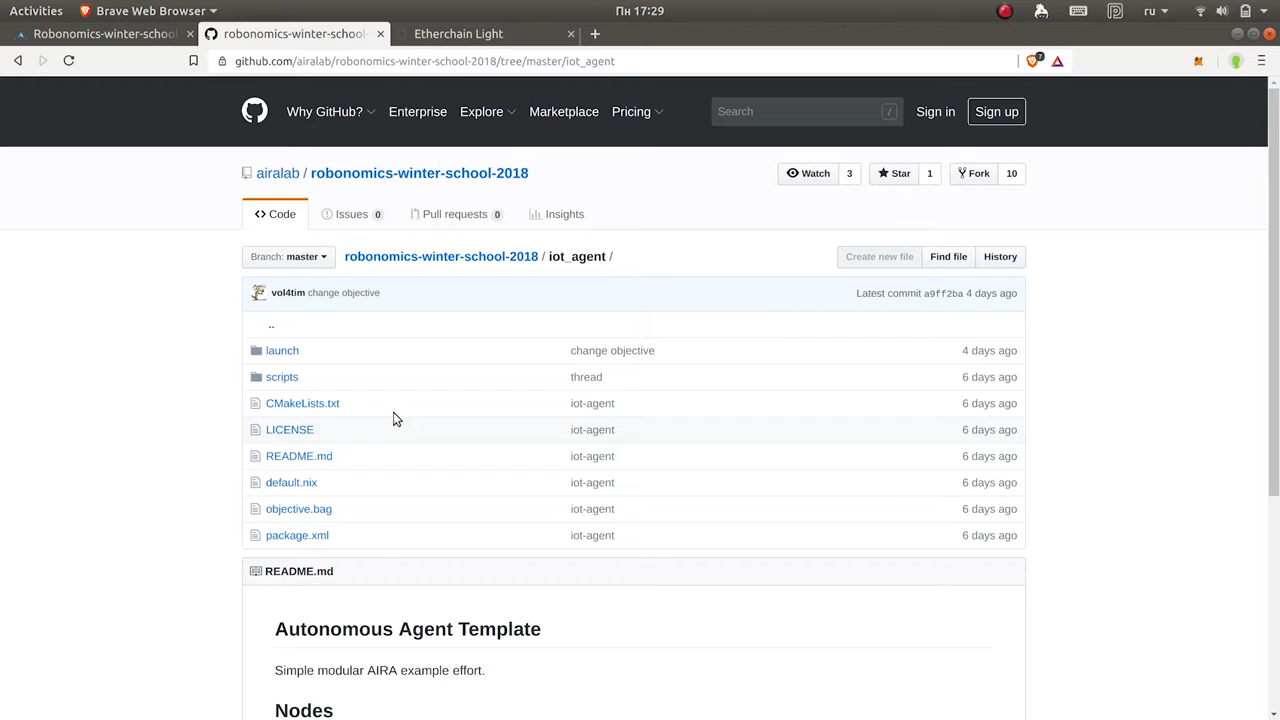 Activities Brave Web Browser Пн 17:29 ru
Robonomics-winter-school robonomics-winter-school- Etherchain Light
github.com/airalab/robonomics-winter-school-2018/tree/master/iot_agent 7
Why GitHub? Enterprise Explore Marketplace Pricing Search / Sign in Sign up
airalab / robonomics-winter-school-2018 Watch 3 Star 1 Fork 10
Code Issues 0 Pull requests 0 Insights
Branch: master robonomics-winter-school-2018 / iot_agent / Create new file Find file History
vol4tim change objective Latest commit a9ff2ba 4 days ago
..
launch change objective 4 days ago
scripts thread 6 days ago
CMakeLists.txt iot-agent 6 days ago
LICENSE iot-agent 6 days ago
README.md iot-agent 6 days ago
default.nix iot-agent 6 days ago
objective.bag iot-agent 6 days ago
package.xml iot-agent 6 days ago
README.md
Autonomous Agent Template
Simple modular AIRA example effort.
Nodes